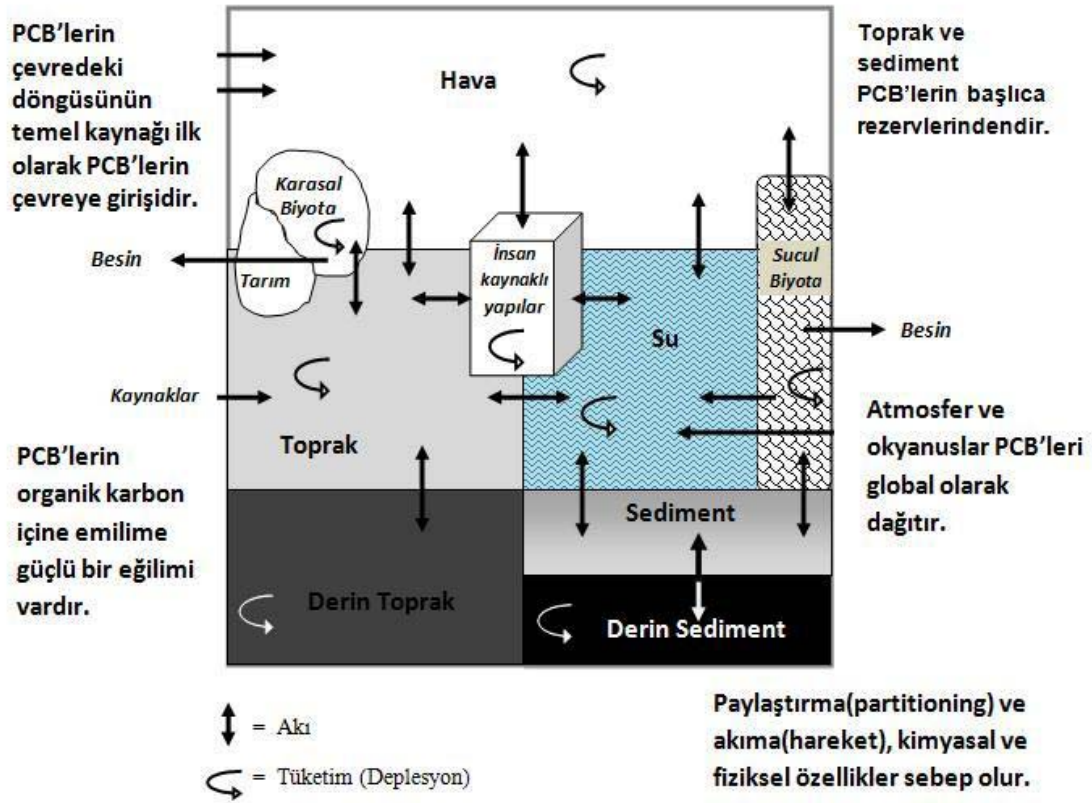 PCB'lerin
çevredeki
döngüsünün
temel kaynağı ilk
olarak PCB'lerin
çevreye girişidir.
Hava
Toprak ve
sediment
PCB'lerin başlıca
rezervlerindendir.
Karasal
Biyota
Besin
Tarım
İnsan
kaynaklı
yapılar
Sucul
Biyota
Su
Besin
Kaynaklar
Toprak
Atmosfer ve
okyanuslar PCB'leri
global olarak
dağıtır.
PCB'lerin
organik karbon
içine emilime
güçlü bir eğilimi
vardır.
Sediment
Derin Toprak
Derin Sediment
= Akı
= Tüketim (Deplesyon)
Paylaştırma(partitioning) ve
akıma(hareket), kimyasal ve
fiziksel özellikler sebep olur.